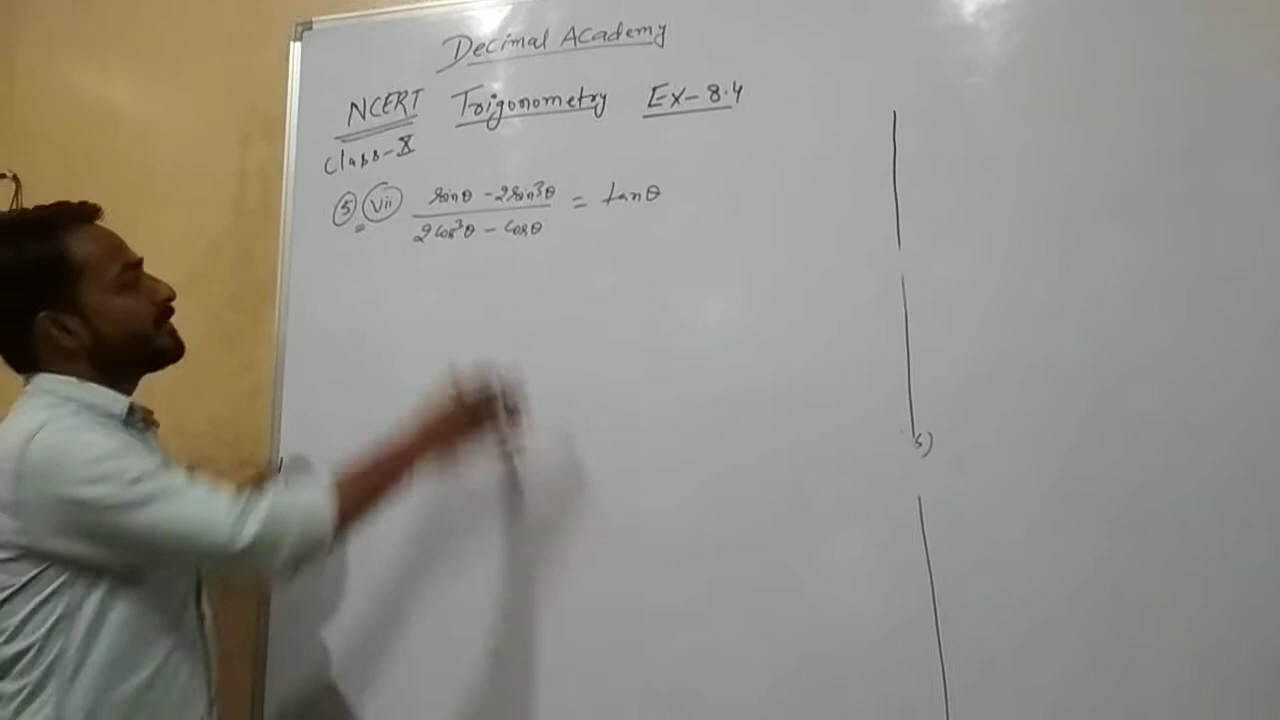 Decimal Academy
NCERT Trigonometry Ex-8.4
Class-X
5 vii sinθ - 2sin³θ / 2cos³θ - cosθ = tanθ